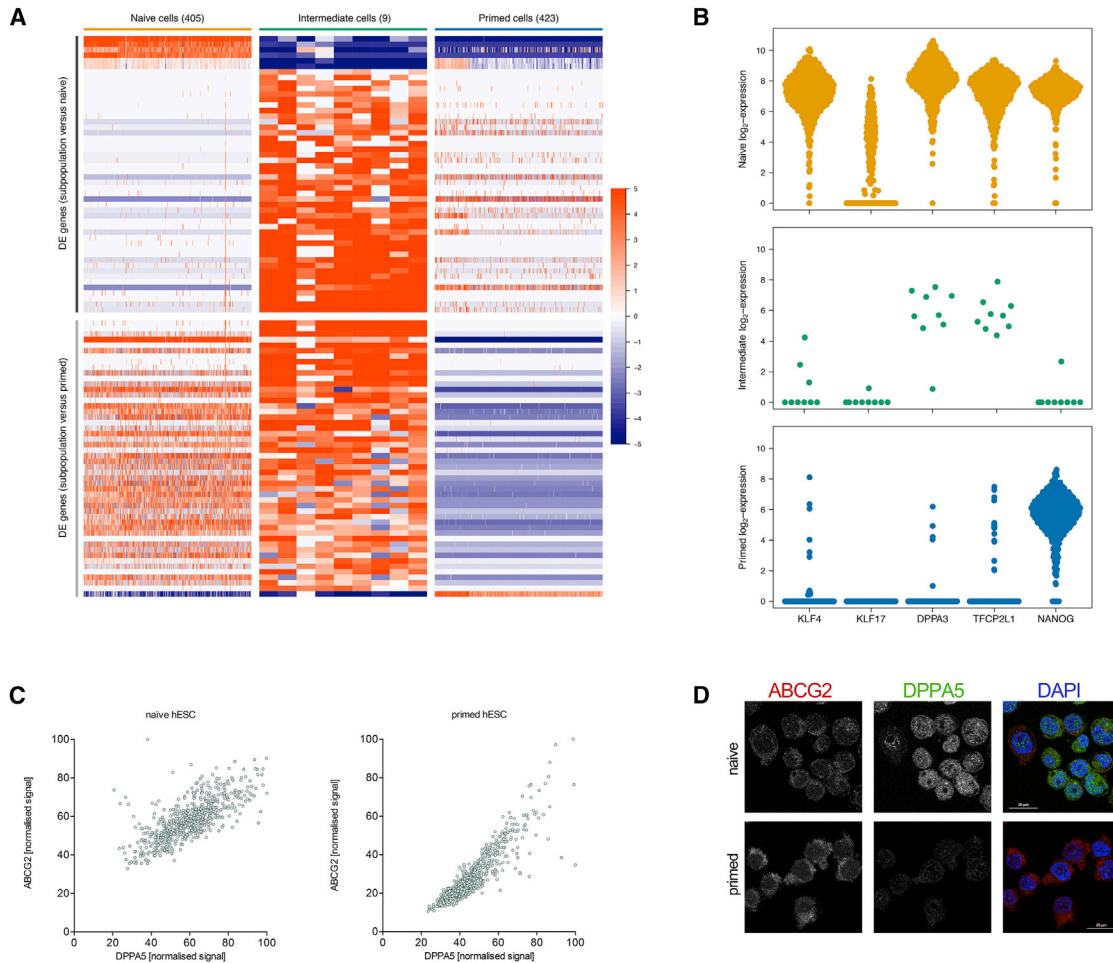 A
Naive cells (405)
Intermediate cells (9)
Primed cells (423)
DE genes (subpopulation versus naive)
DE genes (subpopulation versus primed)
5
4
3
2
1
0
−1
−2
−3
−4
−5
B
Naive log2−expression
10
8
6
4
2
0
Intermediate log2−expression
10
8
6
4
2
0
Primed log2−expression
10
8
6
4
2
0
KLF4 KLF17 DPPA3 TFCP2L1 NANOG
C
naïve hESC
ABCG2 [normalised signal]
100
80
60
40
20
0
20 40 60 80 100
DPPA5 [normalised signal]
primed hESC
ABCG2 [normalised signal]
100
80
60
40
20
0
0 20 40 60 80 100
DPPA5 [normalised signal]
D
ABCG2 DPPA5 DAPI
naive
20 µm
primed
20 µm